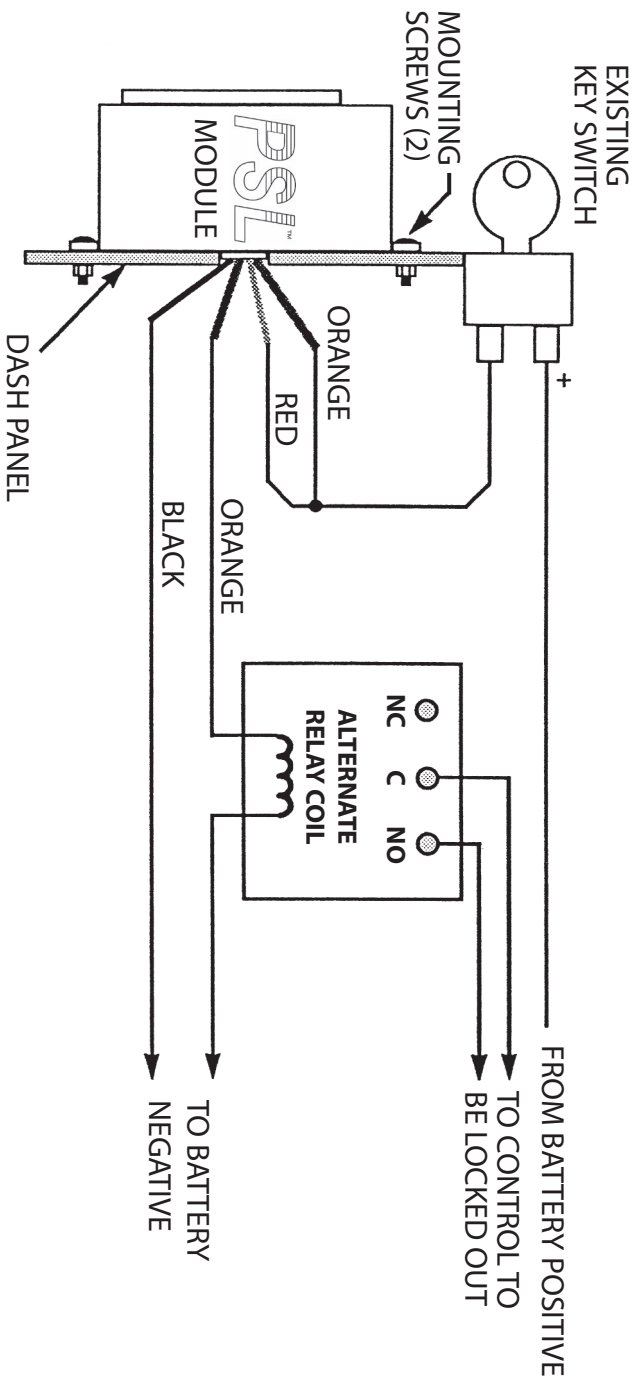 EXISTING
KEY SWITCH
MOUNTING
SCREWS (2)
PSL™
MODULE
DASH PANEL
+
ORANGE
RED
ORANGE
BLACK
NC
C
NO
ALTERNATE
RELAY COIL
FROM BATTERY POSITIVE
TO CONTROL TO
BE LOCKED OUT
TO BATTERY
NEGATIVE